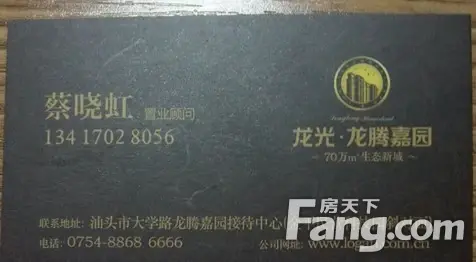 蔡晓虹 置业顾问
134 1702 8056
龙光·龙腾嘉园
~ 70万㎡生态新城 ~
联系地址: 汕头市大学路龙腾嘉园接待中心
电话: 0754-8868 6666
公司网址: www.logan.com.cn
房天下
Fang.com